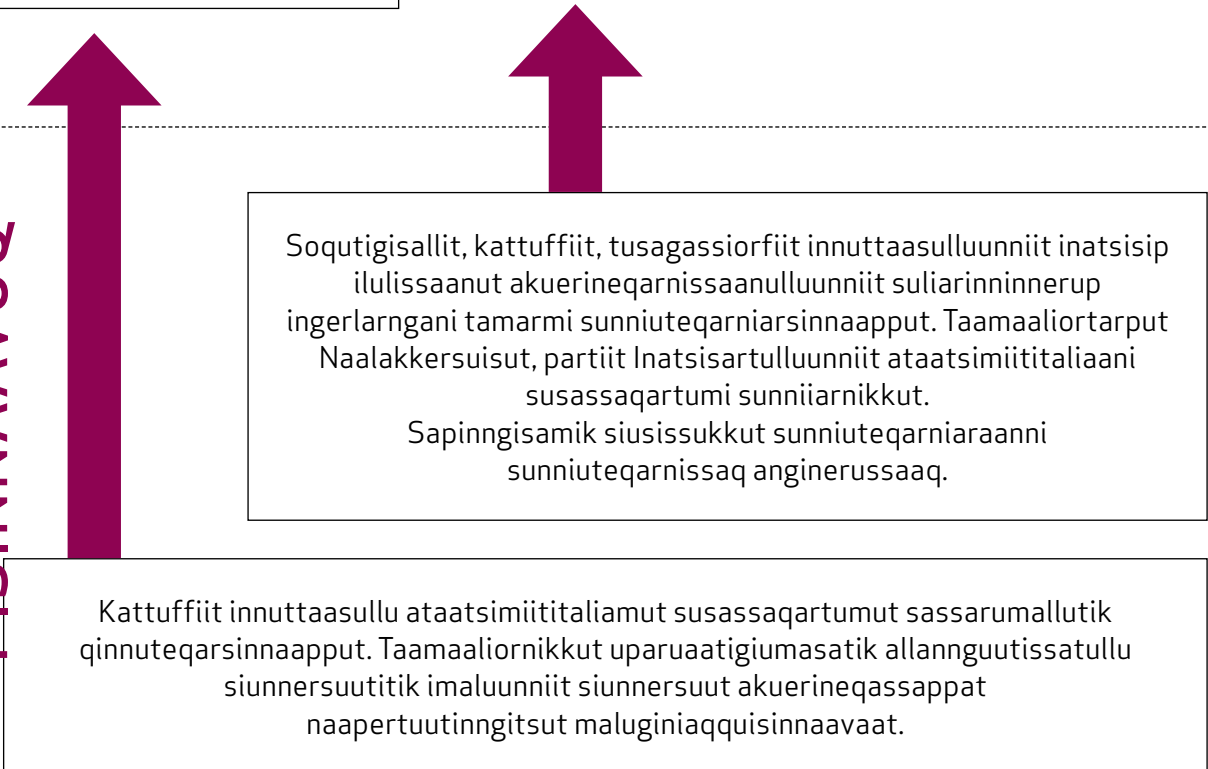 Soqutigisallit, kattuffiit, tusagassiorfiit innuttaasulluunniit inatsisip
ilulissaanut akuerineqarnissaanulluunniit suliarinninnerup
ingerlarngani tamarmi sunniuteqarniarsinnaapput. Taamaaliortarput
Naalakkersuisut, partiit Inatsisartulluunniit ataatsimiititaliaani
susassaqartumi sunniiarnikkut.
Sapinngisamik siusissukkut sunniuteqarniaraanni
sunniuteqarnissaq anginerussaaq.
Kattuffiit innuttaasullu ataatsimiititaliamut susassaqartumut sassarumallutik
qinnuteqarsinnaapput. Taamaaliornikkut uparuaatigiumasatik allannguutissatullu
siunnersuutitik imaluunniit siunnersuut akuerineqassappat
naapertuutinngitsut maluginiaqquisinnaavaat.